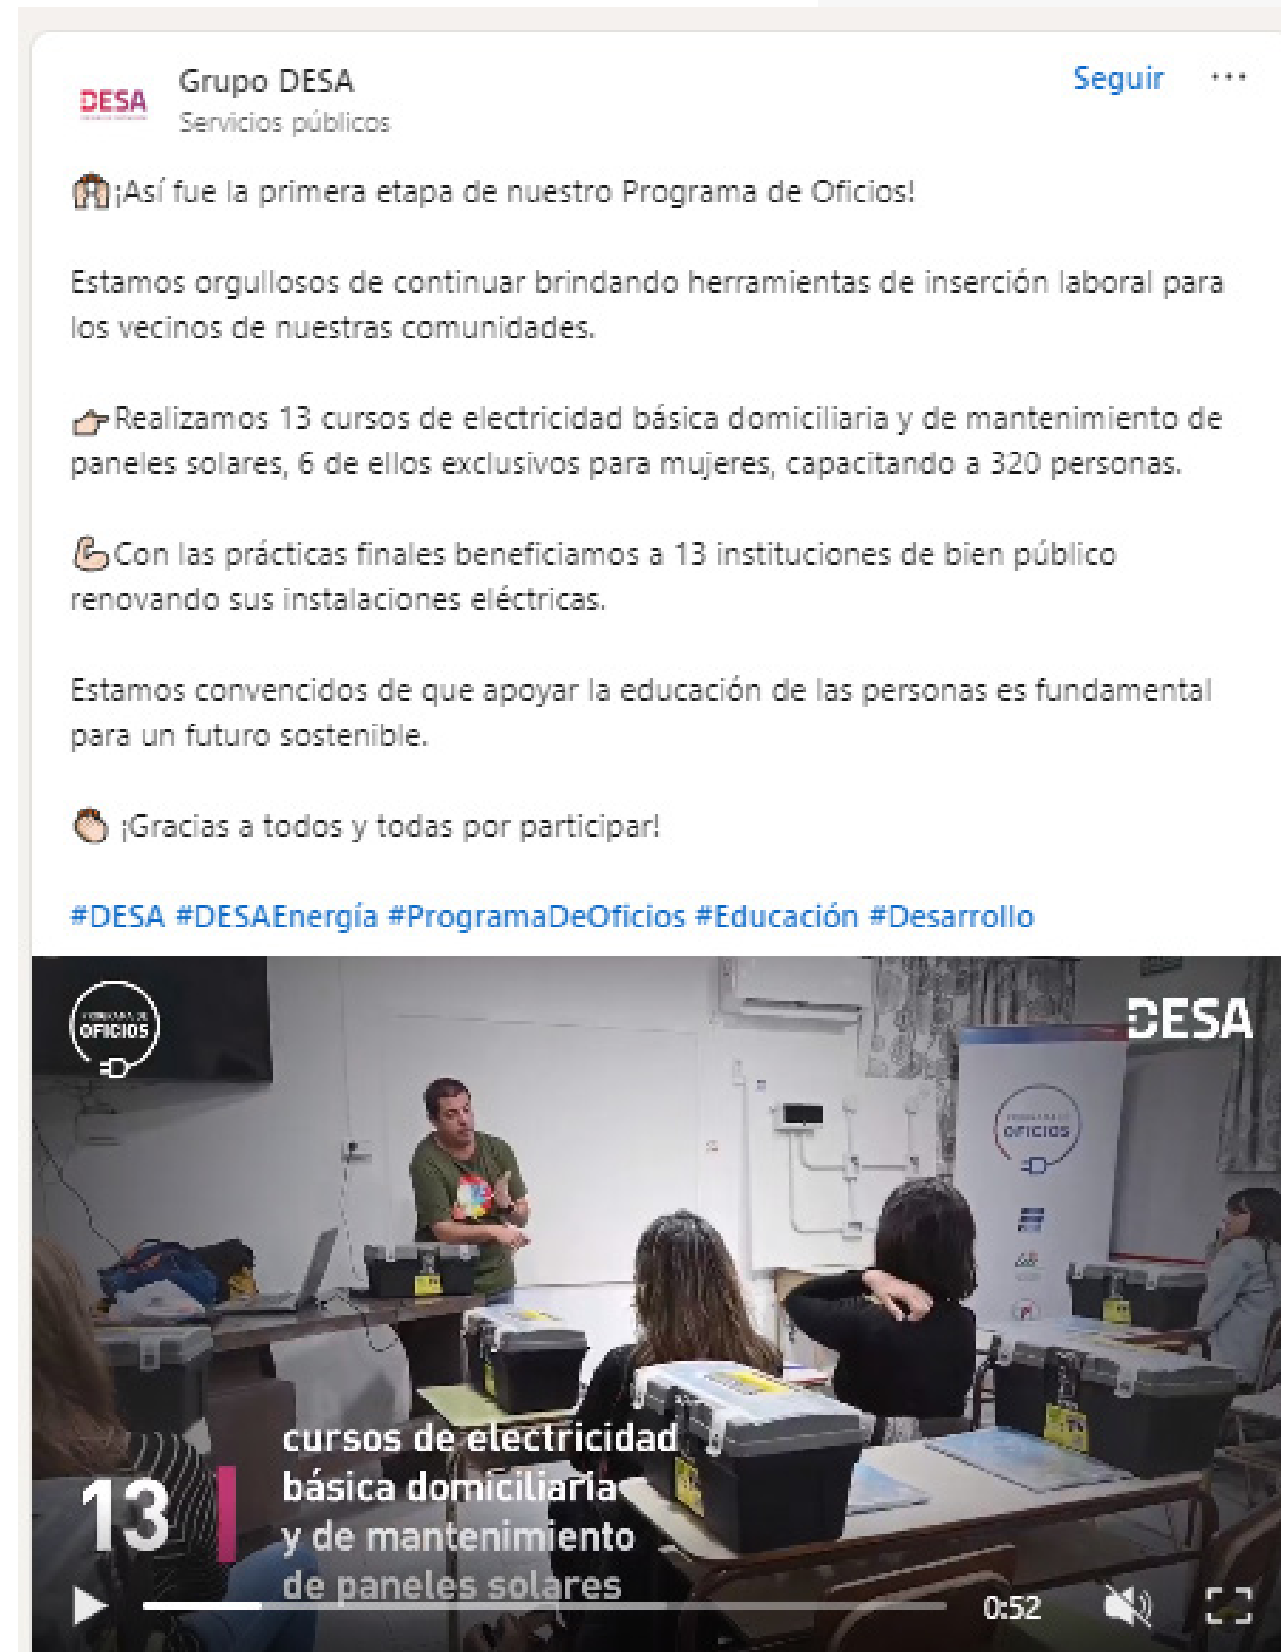 DESA
Grupo DESA
Servicios públicos
Seguir
¡Así fue la primera etapa de nuestro Programa de Oficios!
Estamos orgullosos de continuar brindando herramientas de inserción laboral para
los vecinos de nuestras comunidades.
Realizamos 13 cursos de electricidad básica domiciliaria y de mantenimiento de
paneles solares, 6 de ellos exclusivos para mujeres, capacitando a 320 personas.
Con las prácticas finales beneficiamos a 13 instituciones de bien público
renovando sus instalaciones eléctricas.
Estamos convencidos de que apoyar la educación de las personas es fundamental
para un futuro sostenible.
¡Gracias a todos y todas por participar!
#DESA #DESAEnergía #ProgramaDeOficios #Educación #Desarrollo
PROGRAMA DE
OFICIOS
DESA
PROGRAMA DE
OFICIOS
13
cursos de electricidad
básica domiciliaria
y de mantenimiento
de paneles solares
0:52